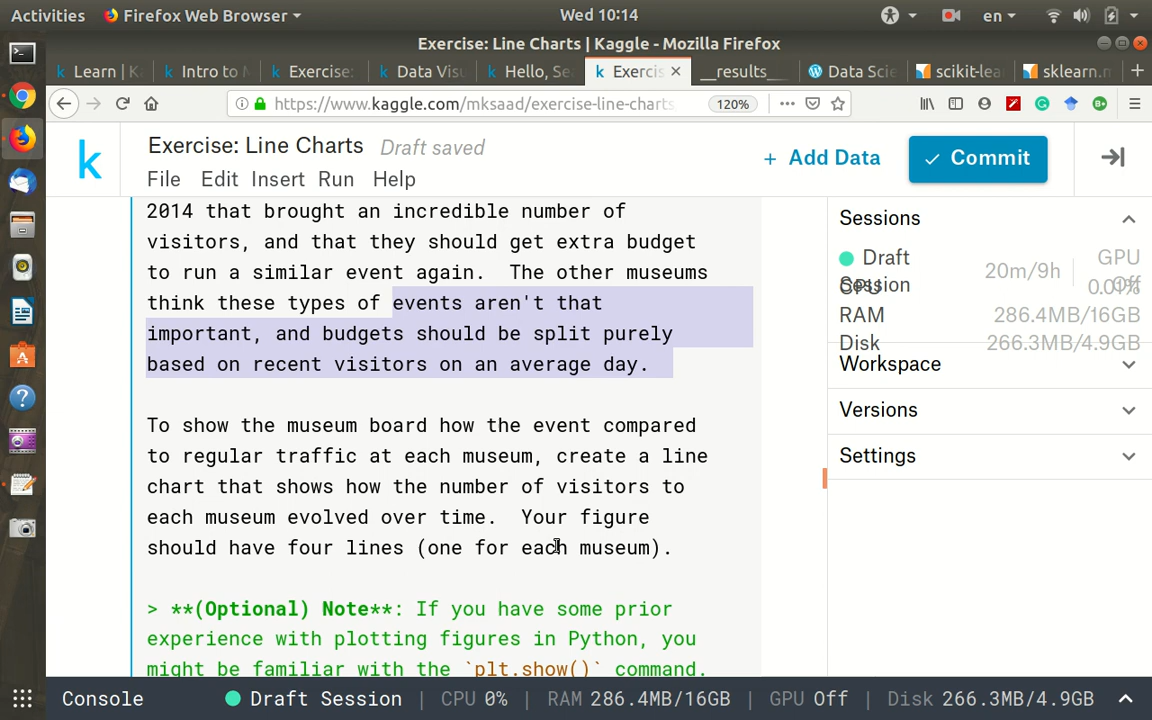 Activities Firefox Web Browser Wed 10:14 en
Exercise: Line Charts | Kaggle - Mozilla Firefox
k Learn | K k Intro to k Exercise: k Data Vis k Hello, Se k Exercis × __results__ Data Scie scikit-lea sklearn.m +
https://www.kaggle.com/mksaad/exercise-line-charts 120%
k Exercise: Line Charts Draft saved
+ Add Data Commit
File Edit Insert Run Help
2014 that brought an incredible number of
visitors, and that they should get extra budget
to run a similar event again. The other museums
think these types of events aren't that
important, and budgets should be split purely
based on recent visitors on an average day.
To show the museum board how the event compared
to regular traffic at each museum, create a line
chart that shows how the number of visitors to
each museum evolved over time. Your figure
should have four lines (one for each museum).
> **(Optional) Note**: If you have some prior
experience with plotting figures in Python, you
might be familiar with the `plt.show()` command.
Sessions
Draft Session 20m/9h GPU Off
CPU 0.01%
RAM 286.4MB/16GB
Disk 266.3MB/4.9GB
Workspace
Versions
Settings
Console Draft Session | CPU 0% | RAM 286.4MB/16GB | GPU Off | Disk 266.3MB/4.9GB